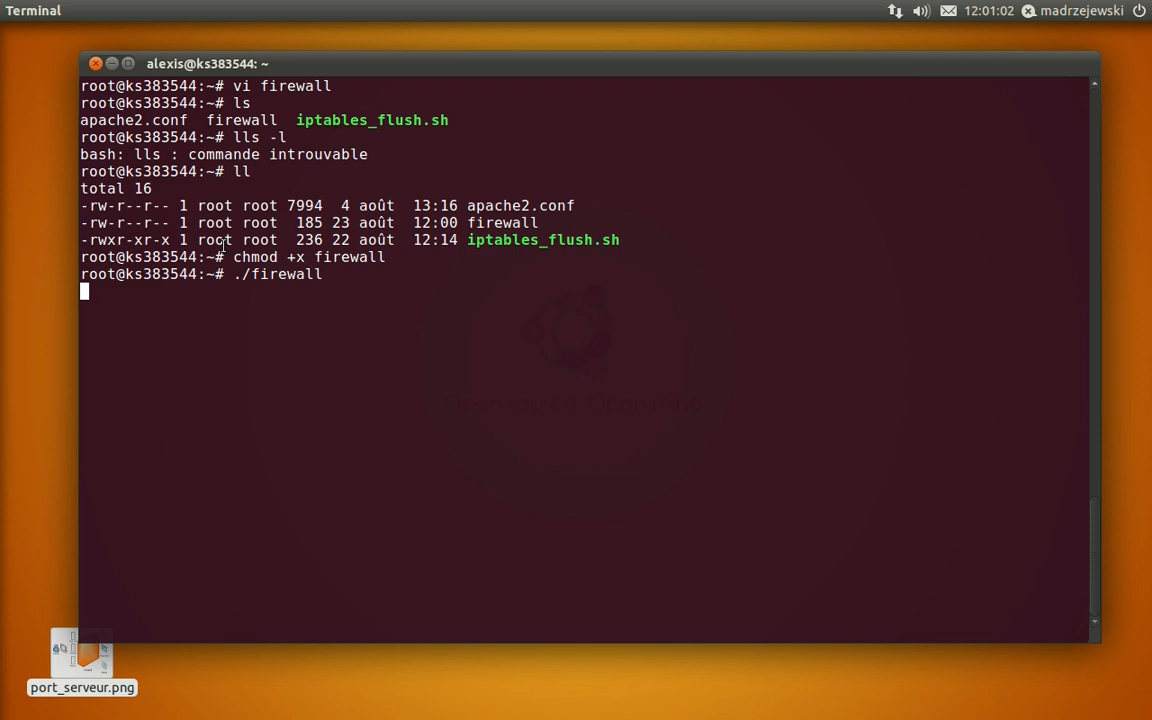 Terminal
12:01:02
madrzejewski
alexis@ks383544: ~
root@ks383544:~# vi firewall
root@ks383544:~# ls
apache2.conf  firewall  iptables_flush.sh
root@ks383544:~# lls -l
bash: lls : commande introuvable
root@ks383544:~# ll
total 16
-rw-r--r-- 1 root root 7994  4 août  13:16 apache2.conf
-rw-r--r-- 1 root root  185 23 août  12:00 firewall
-rwxr-xr-x 1 root root  236 22 août  12:14 iptables_flush.sh
root@ks383544:~# chmod +x firewall
root@ks383544:~# ./firewall
port_serveur.png